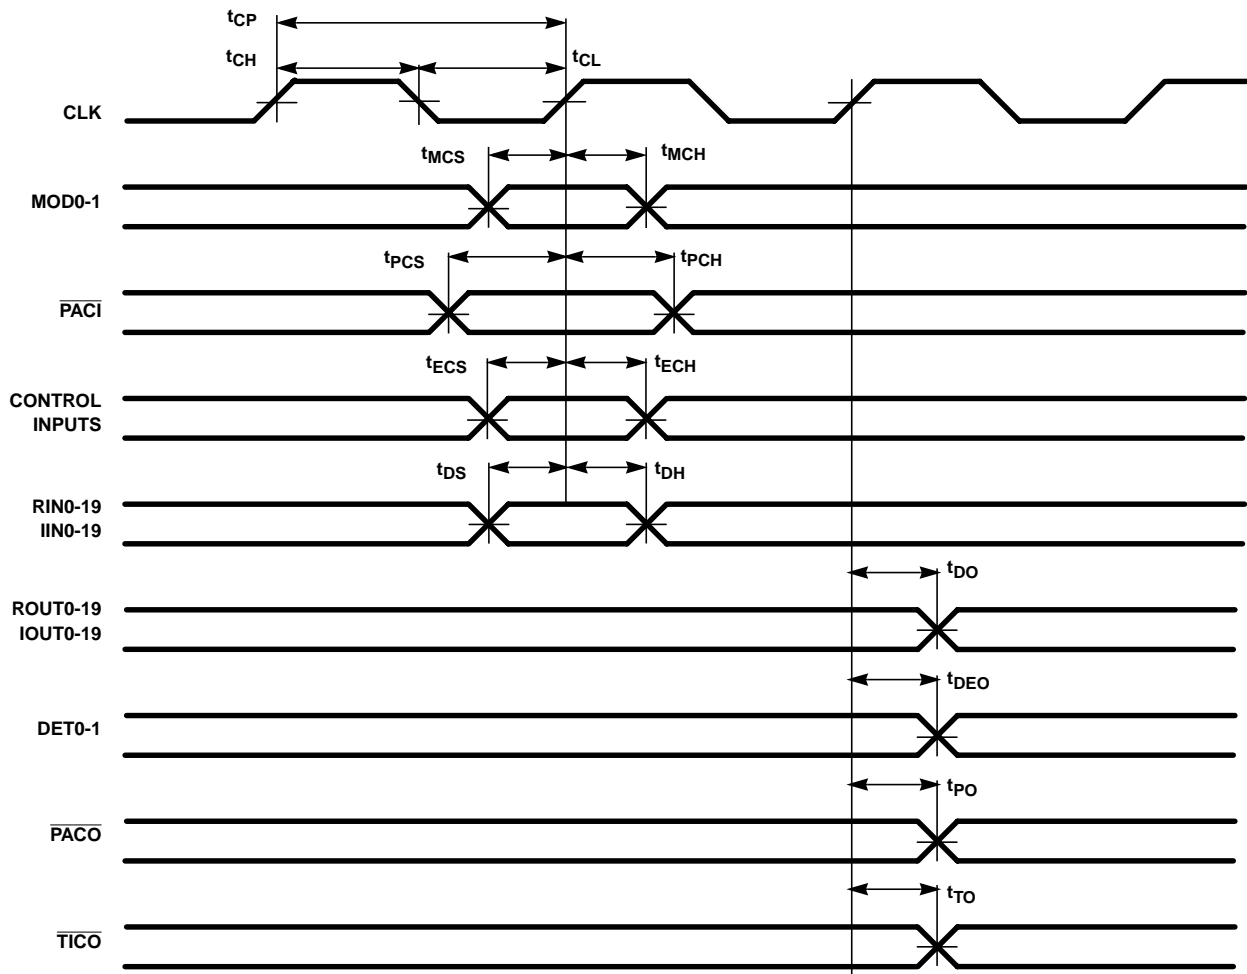 tCP
tCH
tCL
CLK
tMCS
tMCH
MOD0-1
tPCS
tPCH
PACI
tECS
tECH
CONTROL
INPUTS
tDS
tDH
RIN0-19
IIN0-19
tDO
ROUT0-19
IOUT0-19
tDEO
DET0-1
tPO
PACO
tTO
TICO